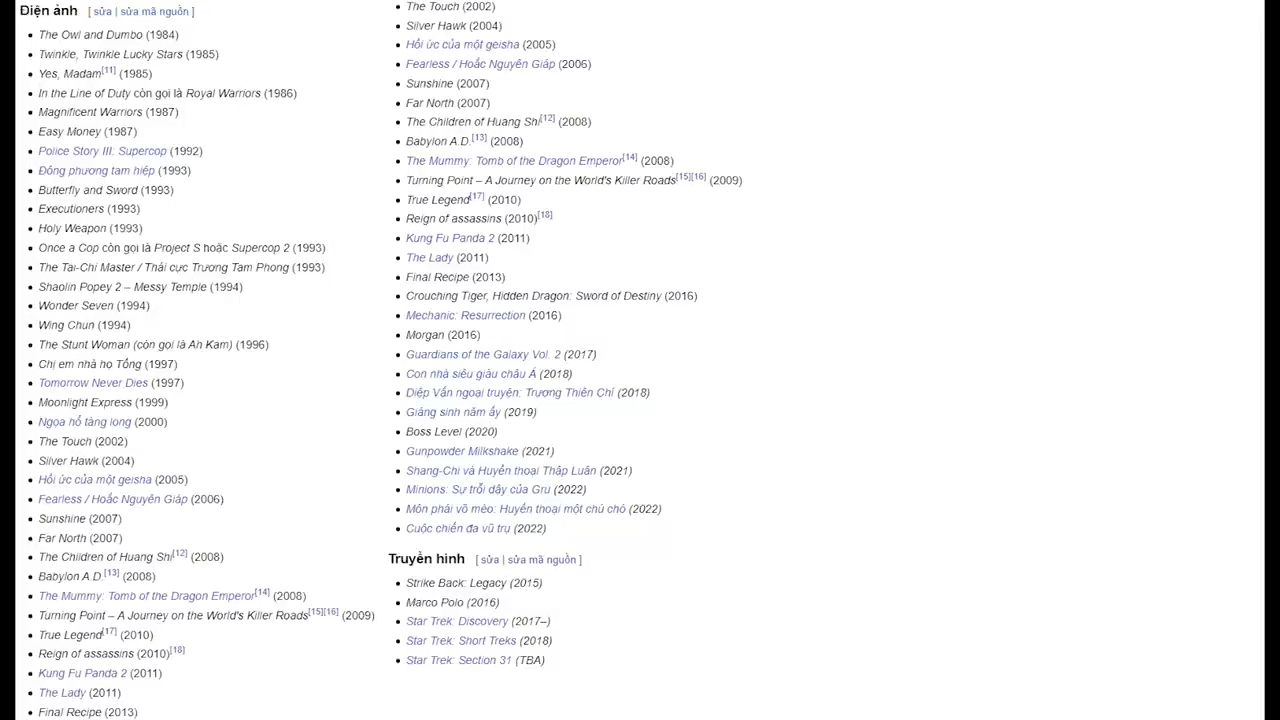 Điện ảnh [ sửa | sửa mã nguồn ]
The Owl and Dumbo (1984)
Twinkle, Twinkle Lucky Stars (1985)
Yes, Madam[11] (1985)
In the Line of Duty còn gọi là Royal Warriors (1986)
Magnificent Warriors (1987)
Easy Money (1987)
Police Story III: Supercop (1992)
Đông phương tam hiệp (1993)
Butterfly and Sword (1993)
Executioners (1993)
Holy Weapon (1993)
Once a Cop còn gọi là Project S hoặc Supercop 2 (1993)
The Tai-Chi Master / Thái cực Trương Tam Phong (1993)
Shaolin Popey 2 – Messy Temple (1994)
Wonder Seven (1994)
Wing Chun (1994)
The Stunt Woman (còn gọi là Ah Kam) (1996)
Chị em nhà họ Tống (1997)
Tomorrow Never Dies (1997)
Moonlight Express (1999)
Ngọa hổ tàng long (2000)
The Touch (2002)
Silver Hawk (2004)
Hồi ức của một geisha (2005)
Fearless / Hoắc Nguyên Giáp (2006)
Sunshine (2007)
Far North (2007)
The Children of Huang Shi[12] (2008)
Babylon A.D.[13] (2008)
The Mummy: Tomb of the Dragon Emperor[14] (2008)
Turning Point – A Journey on the World's Killer Roads[15][16] (2009)
True Legend[17] (2010)
Reign of assassins (2010)[18]
Kung Fu Panda 2 (2011)
The Lady (2011)
Final Recipe (2013)
The Touch (2002)
Silver Hawk (2004)
Hồi ức của một geisha (2005)
Fearless / Hoắc Nguyên Giáp (2006)
Sunshine (2007)
Far North (2007)
The Children of Huang Shi[12] (2008)
Babylon A.D.[13] (2008)
The Mummy: Tomb of the Dragon Emperor[14] (2008)
Turning Point – A Journey on the World's Killer Roads[15][16] (2009)
True Legend[17] (2010)
Reign of assassins (2010)[18]
Kung Fu Panda 2 (2011)
The Lady (2011)
Final Recipe (2013)
Crouching Tiger, Hidden Dragon: Sword of Destiny (2016)
Mechanic: Resurrection (2016)
Morgan (2016)
Guardians of the Galaxy Vol. 2 (2017)
Con nhà siêu giàu châu Á (2018)
Diệp Vấn ngoại truyện: Trương Thiên Chí (2018)
Giáng sinh năm ấy (2019)
Boss Level (2020)
Gunpowder Milkshake (2021)
Shang-Chi và Huyền thoại Thập Luân (2021)
Minions: Sự trỗi dậy của Gru (2022)
Môn phái võ mèo: Huyền thoại một chú chó (2022)
Cuộc chiến đa vũ trụ (2022)
Truyền hình [ sửa | sửa mã nguồn ]
Strike Back: Legacy (2015)
Marco Polo (2016)
Star Trek: Discovery (2017–)
Star Trek: Short Treks (2018)
Star Trek: Section 31 (TBA)